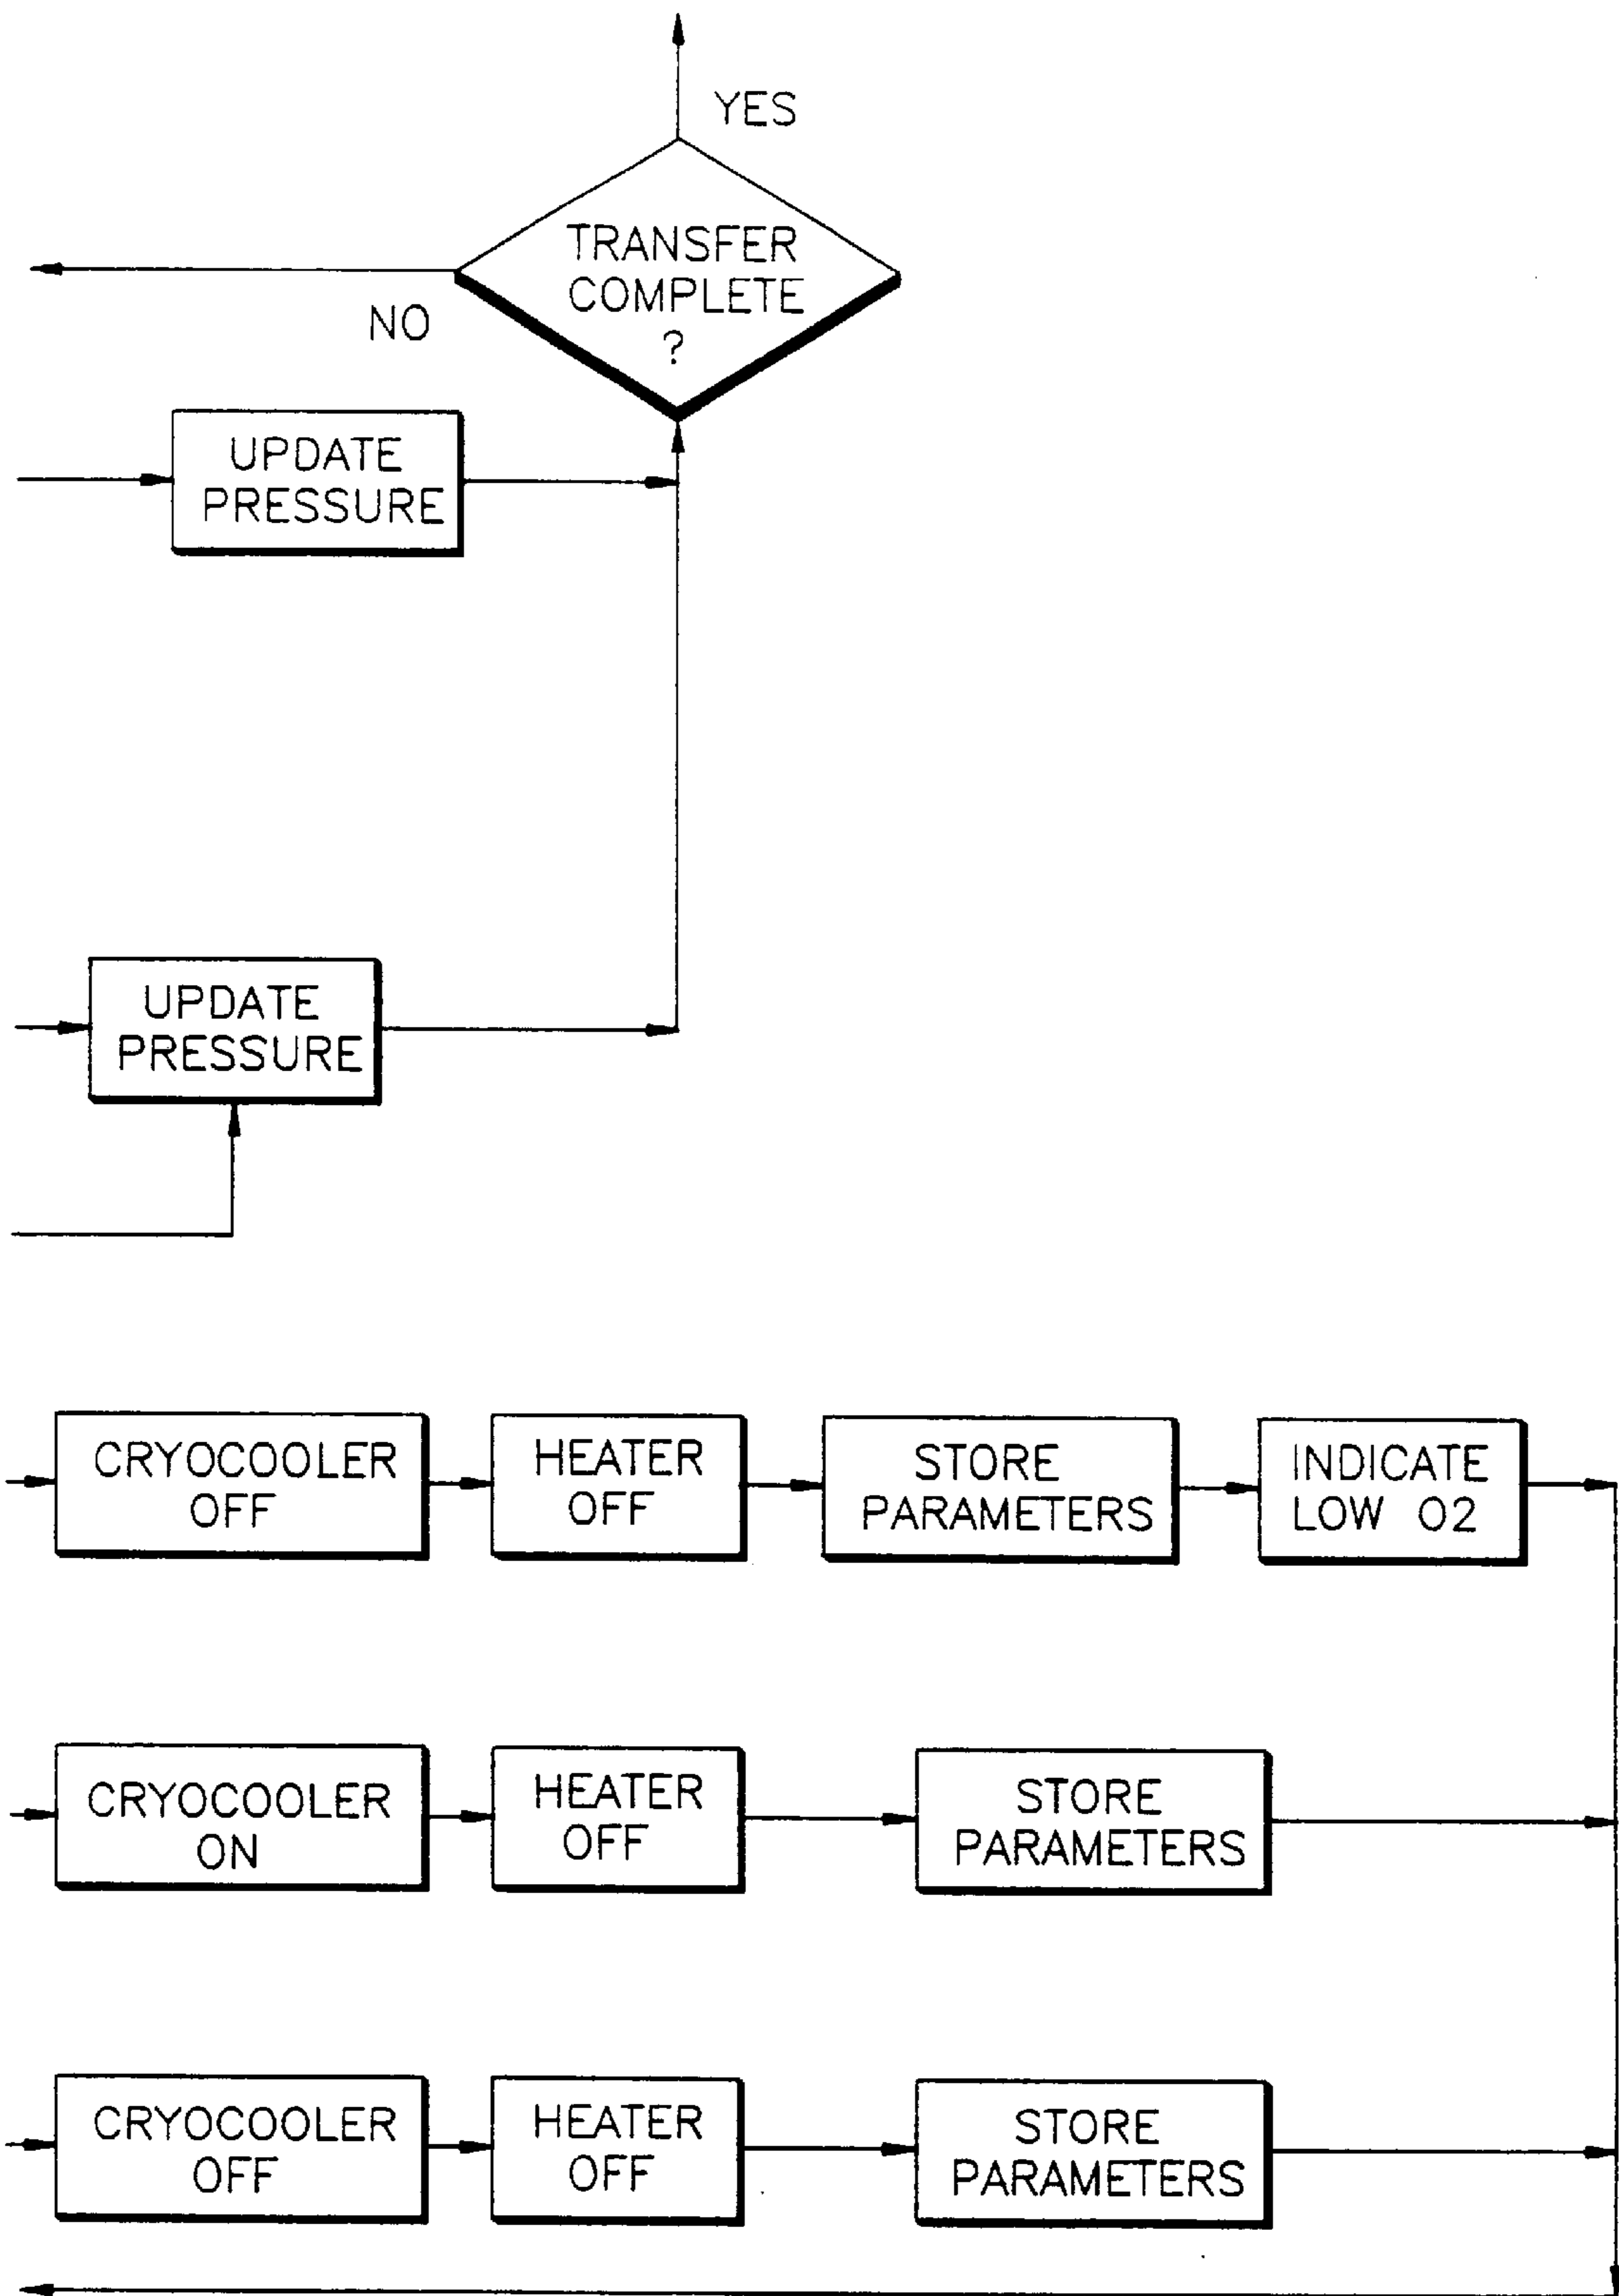 YES
TRANSFER
COMPLETE
?
NO
UPDATE
PRESSURE
UPDATE
PRESSURE
CRYOCOOLER
OFF
HEATER
OFF
STORE
PARAMETERS
INDICATE
LOW O2
CRYOCOOLER
ON
HEATER
OFF
STORE
PARAMETERS
CRYOCOOLER
OFF
HEATER
OFF
STORE
PARAMETERS